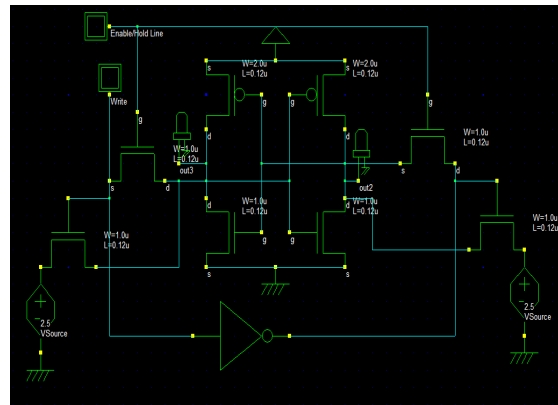 Enable/Hold Line
Write
s
s
W=2.0u
L=0.12u
W=2.0u
L=0.12u
g
g
g
g
d
d
W=1.0u
L=0.12u
W=1.0u
L=0.12u
W=1.0u
L=0.12u
out3
out2
s
d
s
d
d
d
W=1.0u
L=0.12u
W=1.0u
L=0.12u
W=1.0u
L=0.12u
g
g
s
s
+
-
2.5
VSource
+
-
2.5
VSource